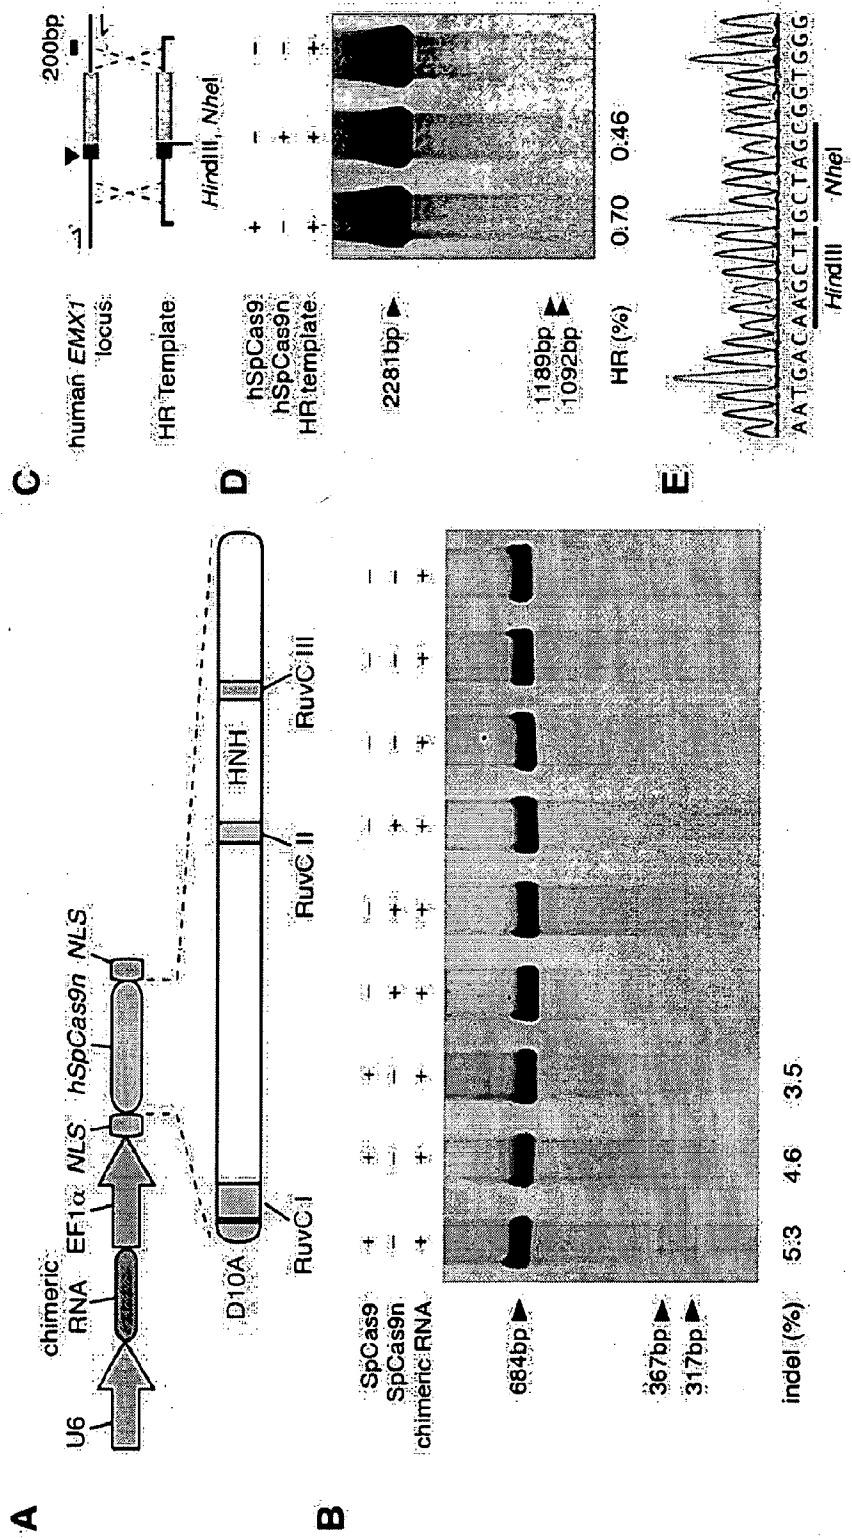 A
U6
chimeric
RNA
EF1α
NLS
hSpCas9n
NLS
D10A
RuvC I
RuvC II
HNH
RuvC III
B
SpCas9 + + + − − − − − −
SpCas9n − − − + + + − − −
chimeric RNA + + + + + + + + +
684bp
367bp
317bp
indel (%) 5.3 4.6 3.5
C
200bp
human EMX1
locus
HR Template
HindIII, NheI
D
hSpCas9 + − −
hSpCas9n − + −
HR template + + +
2281bp
1189bp
1092bp
HR (%) 0.70 0.46
E
AATGACAAGCTTGCTAGCGGTGGG
HindIII NheI